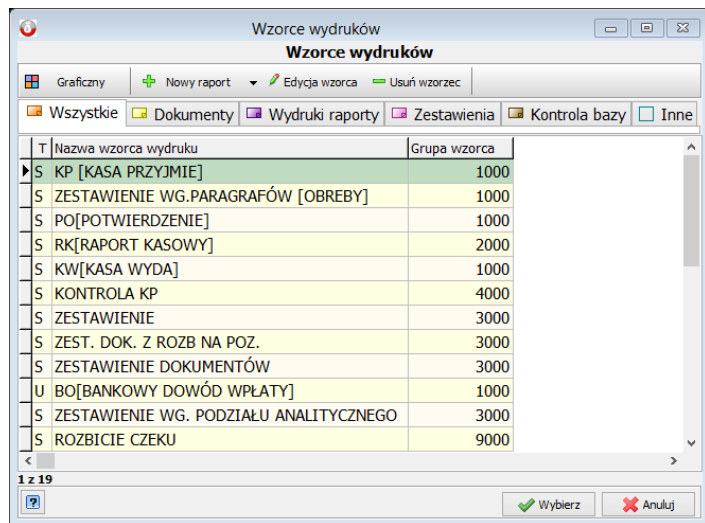 Wzorce wydruków
Wzorce wydruków
Graficzny Nowy raport Edycja wzorca Usuń wzorzec
Wszystkie Dokumenty Wydruki raporty Zestawienia Kontrola bazy Inne
T Nazwa wzorca wydruku Grupa wzorca
S KP [KASA PRZYJMIE] 1000
S ZESTAWIENIE WG.PARAGRAFÓW [OBREBY] 1000
S PO[POTWIERDZENIE] 1000
S RK[RAPORT KASOWY] 2000
S KW[KASA WYDA] 1000
S KONTROLA KP 4000
S ZESTAWIENIE 3000
S ZEST. DOK. Z ROZB NA POZ. 3000
S ZESTAWIENIE DOKUMENTÓW 3000
U BO[BANKOWY DOWÓD WPŁATY] 1000
S ZESTAWIENIE WG. PODZIAŁU ANALITYCZNEGO 3000
S ROZBICIE CZEKU 9000
1 z 19
? Wybierz Anuluj